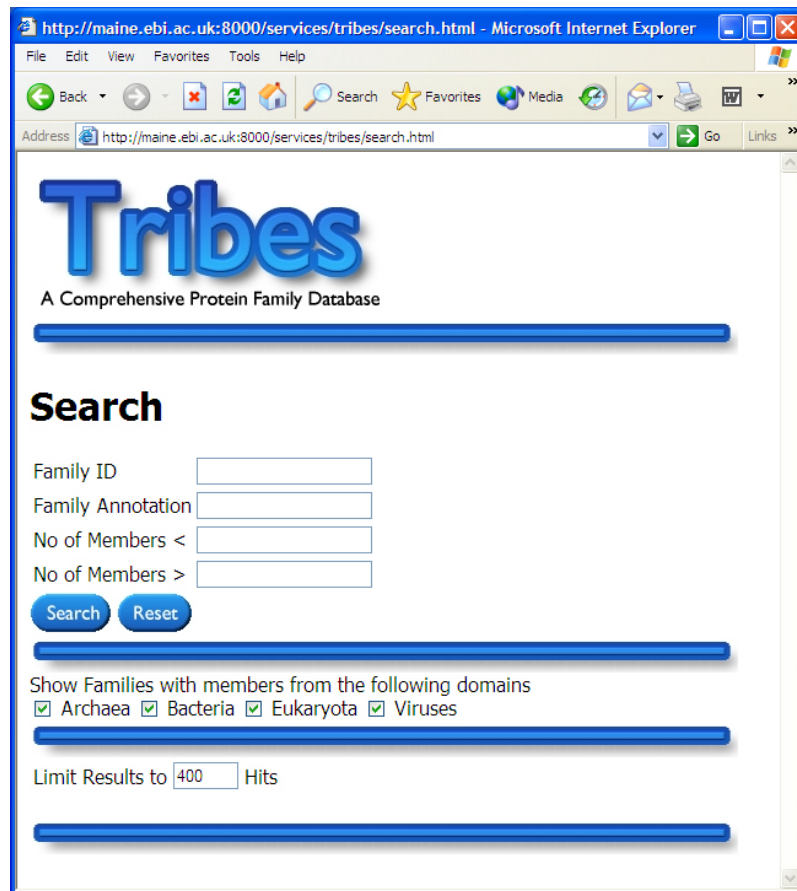 http://maine.ebi.ac.uk:8000/services/tribes/search.html - Microsoft Internet Explorer
File Edit View Favorites Tools Help
Back Search Favorites Media W »
Address http://maine.ebi.ac.uk:8000/services/tribes/search.html Go Links »
Tribes
A Comprehensive Protein Family Database
Search
Family ID
Family Annotation
No of Members <
No of Members >
Search Reset
Show Families with members from the following domains
Archaea Bacteria Eukaryota Viruses
Limit Results to 400 Hits